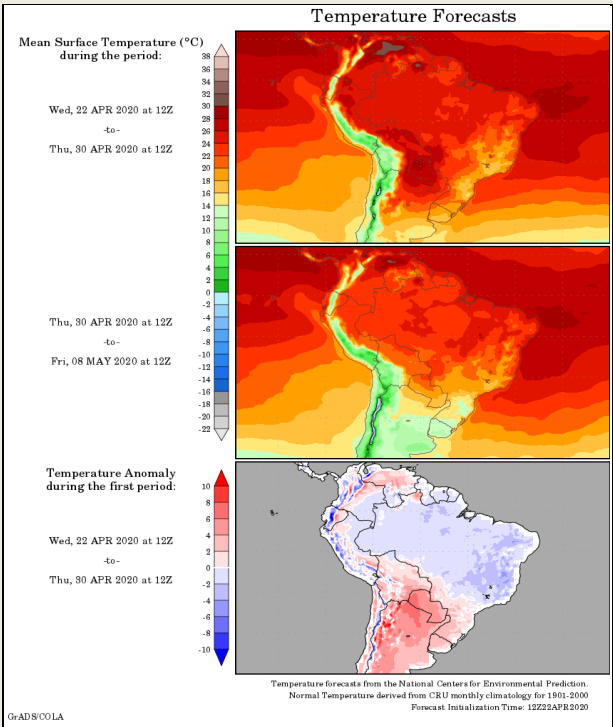 Temperature Forecasts
Mean Surface Temperature (°C)
during the period:
Wed, 22 APR 2020 at 12Z
-to-
Thu, 30 APR 2020 at 12Z
38
36
34
32
30
28
26
24
22
20
18
16
14
12
10
8
6
4
2
0
-2
-4
-6
-8
-10
-12
-14
-16
-18
-20
-22
Thu, 30 APR 2020 at 12Z
-to-
Fri, 08 MAY 2020 at 12Z
Temperature Anomaly
during the first period:
Wed, 22 APR 2020 at 12Z
-to-
Thu, 30 APR 2020 at 12Z
10
8
6
4
2
0
-2
-4
-6
-8
-10
Temperature forecasts from the National Centers for Environmental Prediction.
Normal Temperature derived from CRU monthly climatology for 1901-2000
Forecast Initialization Time: 12Z22APR2020
GrADS/COLA